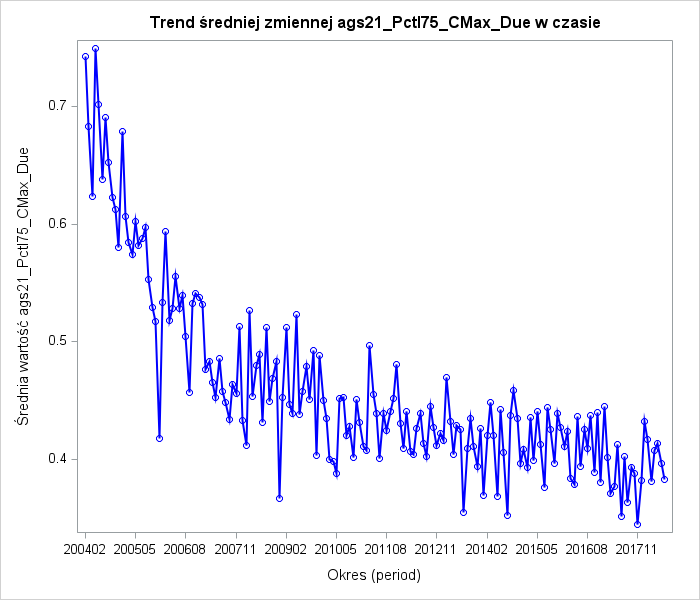 Trend średniej zmiennej ags21_Pctl75_CMax_Due w czasie
Średnia wartość ags21_Pctl75_CMax_Due
0.7
0.6
0.5
0.4
200402 200505 200608 200711 200902 201005 201108 201211 201402 201505 201608 201711
Okres (period)